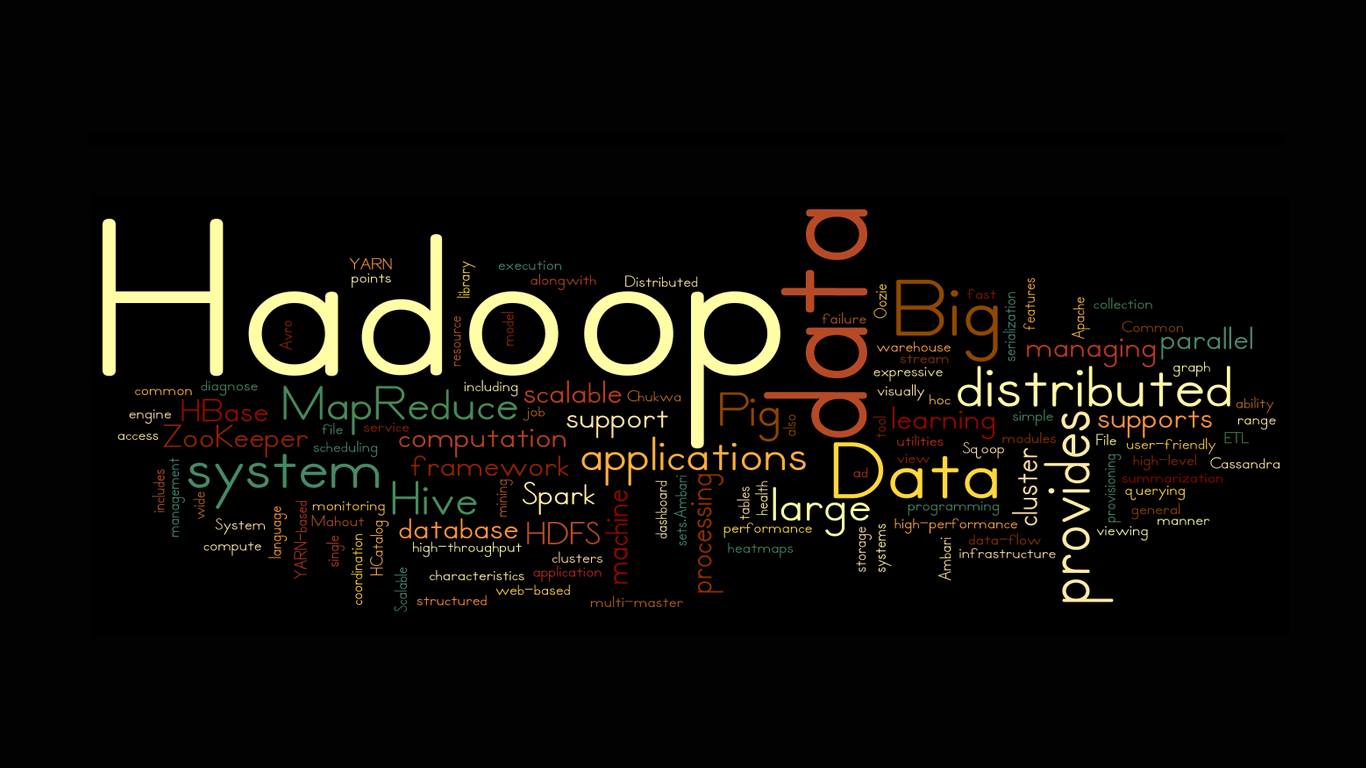 Hadoop
data
YARN
points
library
execution
alongwith
Distributed
Avro
resource
model
failure
Oozie
Big
fast
serialization
features
Apache
collection
Common
parallel
managing
warehouse
stream
expressive
visually
hoc
graph
distributed
ability
range
common
diagnose
engine
HBase
access
ZooKeeper
MapReduce
file
service
scheduling
including
job
scalable
Chukwa
support
computation
framework
applications
Pig
also
tool
learning
utilities
view
simple
modules
Sqoop
supports
File
user-friendly
ETL
high-level
Cassandra
summarization
querying
general
manner
viewing
provisioning
provides
cluster
includes
management
wide
system
System
compute
language
YARN-based
monitoring
Mahout
single
coordination
HCatalog
Hive
mining
Spark
database
HDFS
high-throughput
clusters
characteristics
application
web-based
Scalable
structured
multi-master
machine
dashboard
sets.Ambari
processing
tables
health
performance
heatmaps
large
Data
ad
programming
high-performance
data-flow
infrastructure
storage
systems
Ambari